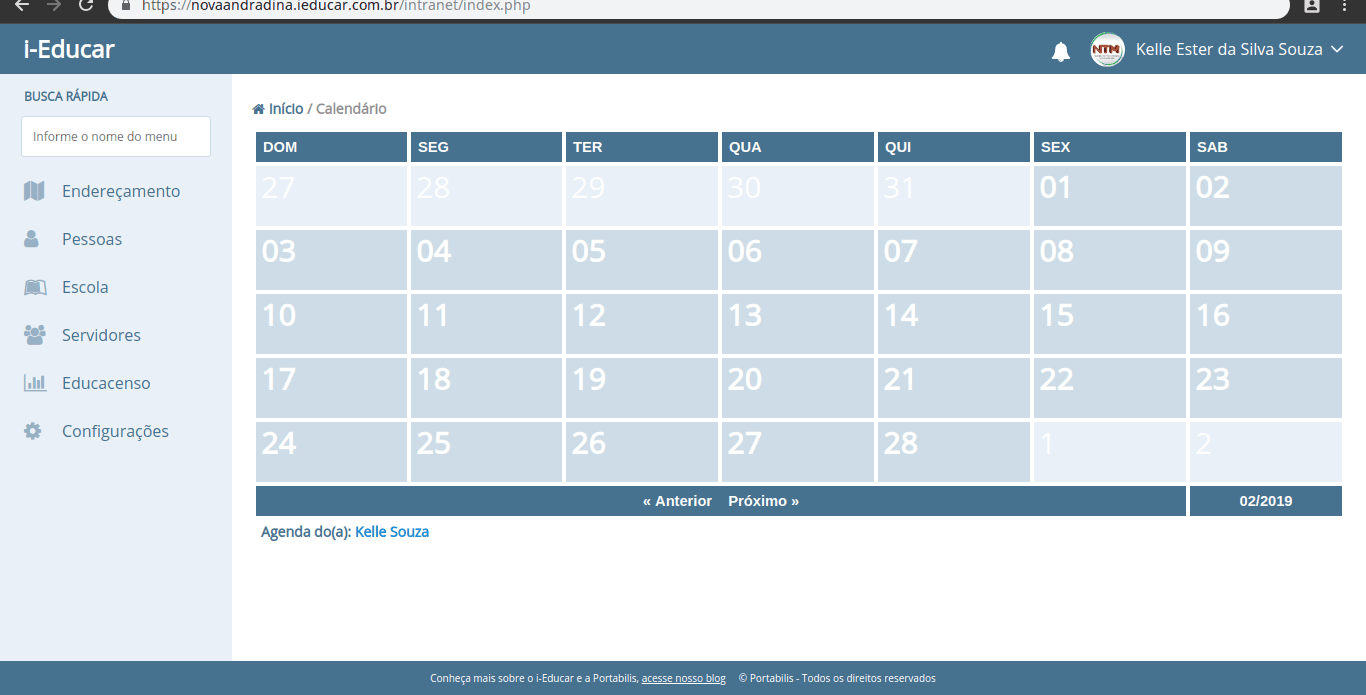 https://novaandradina.ieducar.com.br/intranet/index.php
i-Educar
NTM
Kelle Ester da Silva Souza
BUSCA RÁPIDA
Informe o nome do menu
Endereçamento
Pessoas
Escola
Servidores
Educacenso
Configurações
Início / Calendário
DOM SEG TER QUA QUI SEX SAB
27 28 29 30 31 01 02
03 04 05 06 07 08 09
10 11 12 13 14 15 16
17 18 19 20 21 22 23
24 25 26 27 28 1 2
« Anterior Próximo » 02/2019
Agenda do(a): Kelle Souza
Conheça mais sobre o i-Educar e a Portabilis, acesse nosso blog © Portabilis - Todos os direitos reservados